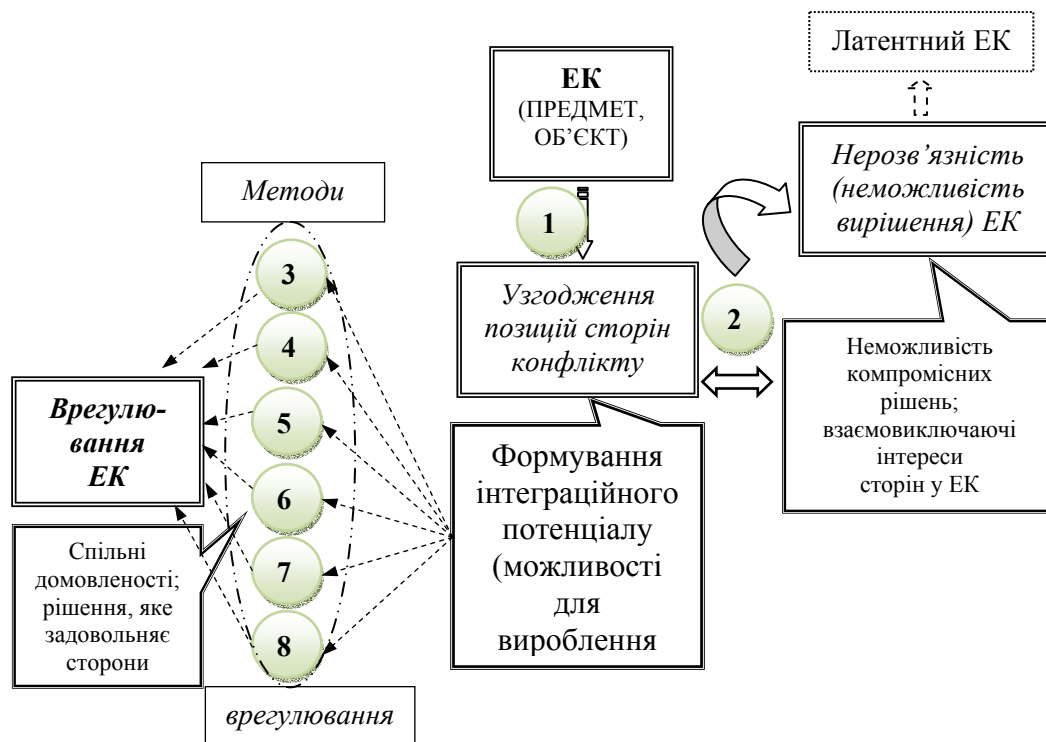 Латентний ЕК
ЕК
(ПРЕДМЕТ,
ОБ’ЄКТ)
Нерозв’язність
(неможливість
вирішення) ЕК
Методи
1
3
Узгодження
позицій сторін
конфлікту
2
4
Неможливість
компромісних
рішень;
взаємовиключаючі
інтереси
сторін у ЕК
Врегулю-
вання
ЕК
5
Формування
інтеграційного
потенціалу
(можливості
для
вироблення
6
Спільні
домовленості;
рішення, яке
задовольняє
сторони
7
8
врегулювання